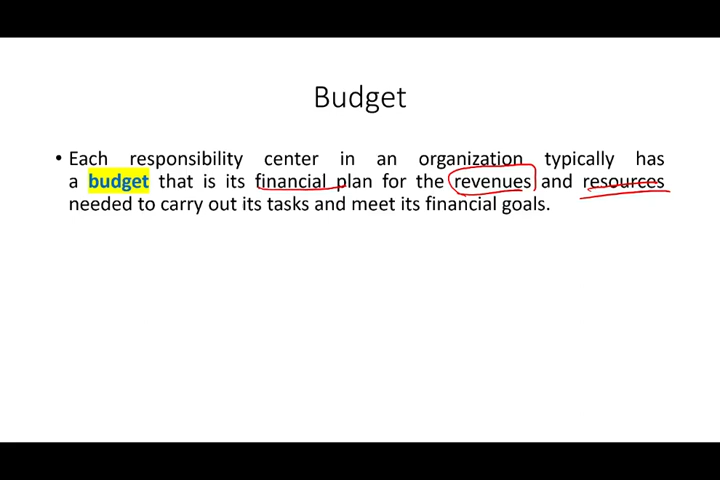 Budget
• Each responsibility center in an organization typically has
a budget that is its financial plan for the revenues and resources
needed to carry out its tasks and meet its financial goals.